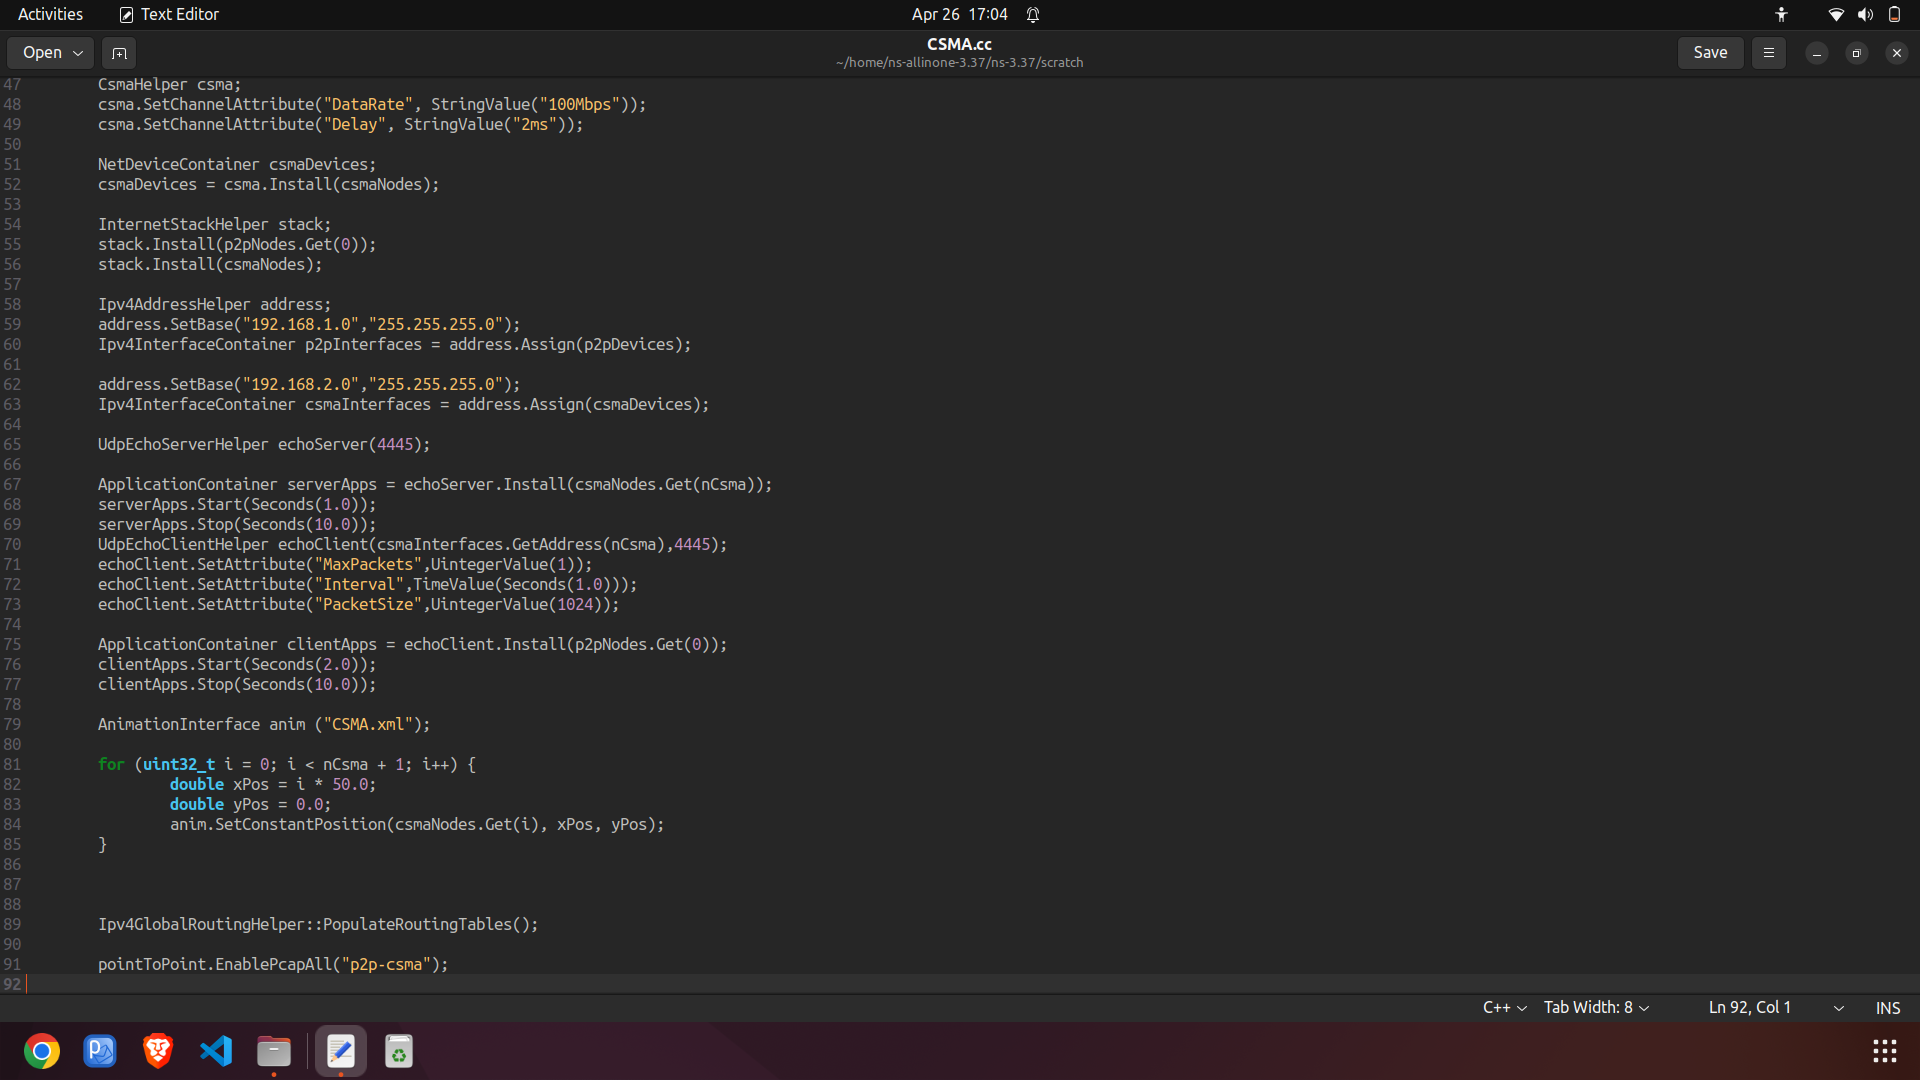 Activities Text Editor Apr 26 17:04
Open CSMA.cc Save
~/home/ns-allinone-3.37/ns-3.37/scratch
47 CsmaHelper csma;
48 csma.SetChannelAttribute("DataRate", StringValue("100Mbps"));
49 csma.SetChannelAttribute("Delay", StringValue("2ms"));
50
51 NetDeviceContainer csmaDevices;
52 csmaDevices = csma.Install(csmaNodes);
53
54 InternetStackHelper stack;
55 stack.Install(p2pNodes.Get(0));
56 stack.Install(csmaNodes);
57
58 Ipv4AddressHelper address;
59 address.SetBase("192.168.1.0","255.255.255.0");
60 Ipv4InterfaceContainer p2pInterfaces = address.Assign(p2pDevices);
61
62 address.SetBase("192.168.2.0","255.255.255.0");
63 Ipv4InterfaceContainer csmaInterfaces = address.Assign(csmaDevices);
64
65 UdpEchoServerHelper echoServer(4445);
66
67 ApplicationContainer serverApps = echoServer.Install(csmaNodes.Get(nCsma));
68 serverApps.Start(Seconds(1.0));
69 serverApps.Stop(Seconds(10.0));
70 UdpEchoClientHelper echoClient(csmaInterfaces.GetAddress(nCsma),4445);
71 echoClient.SetAttribute("MaxPackets",UintegerValue(1));
72 echoClient.SetAttribute("Interval",TimeValue(Seconds(1.0)));
73 echoClient.SetAttribute("PacketSize",UintegerValue(1024));
74
75 ApplicationContainer clientApps = echoClient.Install(p2pNodes.Get(0));
76 clientApps.Start(Seconds(2.0));
77 clientApps.Stop(Seconds(10.0));
78
79 AnimationInterface anim ("CSMA.xml");
80
81 for (uint32_t i = 0; i < nCsma + 1; i++) {
82 double xPos = i * 50.0;
83 double yPos = 0.0;
84 anim.SetConstantPosition(csmaNodes.Get(i), xPos, yPos);
85 }
86
87
88
89 Ipv4GlobalRoutingHelper::PopulateRoutingTables();
90
91 pointToPoint.EnablePcapAll("p2p-csma");
92
C++ Tab Width: 8 Ln 92, Col 1 INS